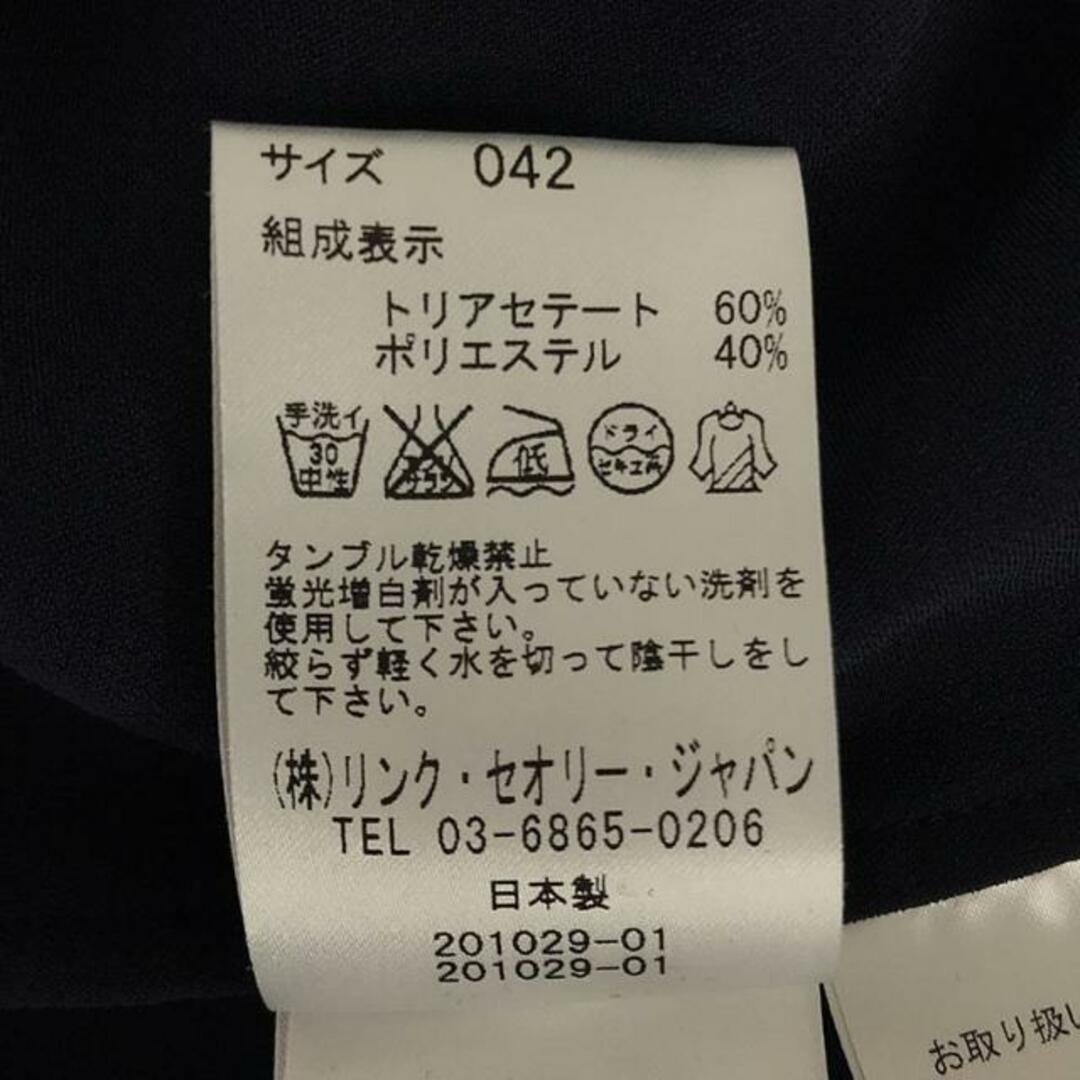 サイズ 042
組成表示
トリアセテート 60%
ポリエステル 40%
手洗イ
30
中性
低
ドライ
セキユ系
タンブル乾燥禁止
蛍光増白剤が入っていない洗剤を
使用して下さい。
絞らず軽く水を切って陰干しをし
て下さい。
(株)リンク・セオリー・ジャパン
TEL 03-6865-0206
日本製
201029-01
201029-01
お取り扱い